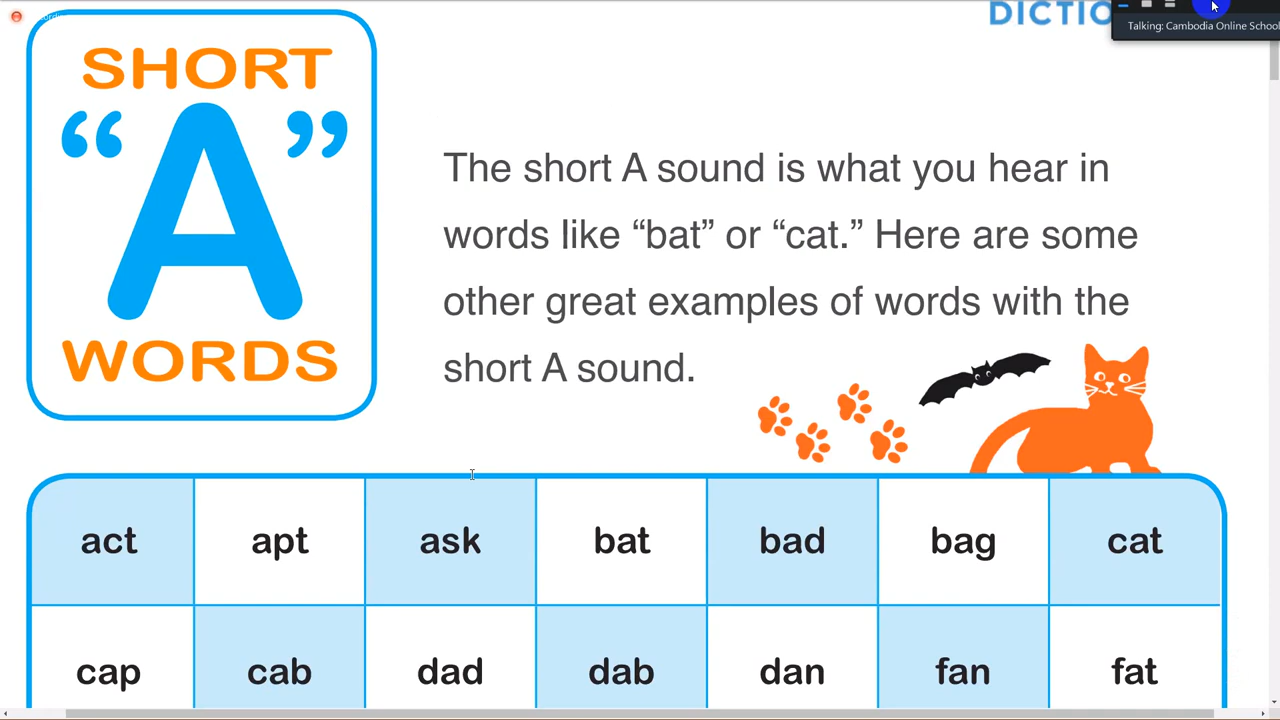 DICTIO
Talking: Cambodia Online School
SHORT
“A”
WORDS
The short A sound is what you hear in
words like “bat” or “cat.” Here are some
other great examples of words with the
short A sound.
act apt ask bat bad bag cat
cap cab dad dab dan fan fat